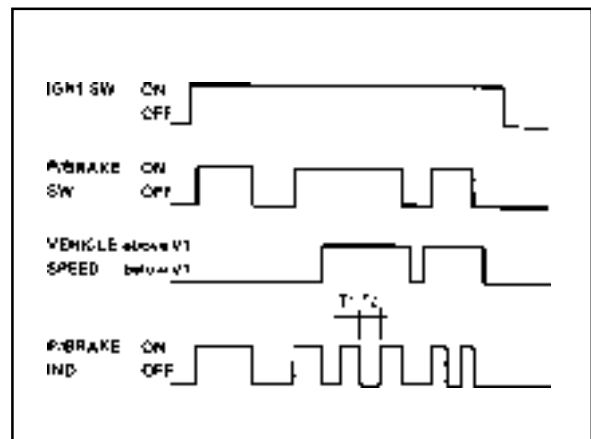 IGN1 SW ON
OFF
P/BRAKE ON
SW OFF
VEHICLE above V1
SPEED below V1
P/BRAKE ON
IND OFF